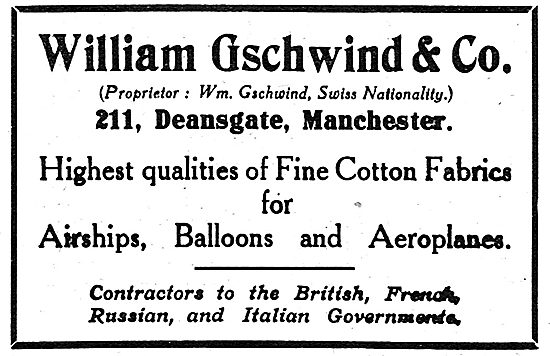 William Gschwind & Co.
(Proprietor : Wm. Gschwind, Swiss Nationality.)
211, Deansgate, Manchester.
Highest qualities of Fine Cotton Fabrics
for
Airships, Balloons and Aeroplanes.
Contractors to the British, French,
Russian, and Italian Governments.